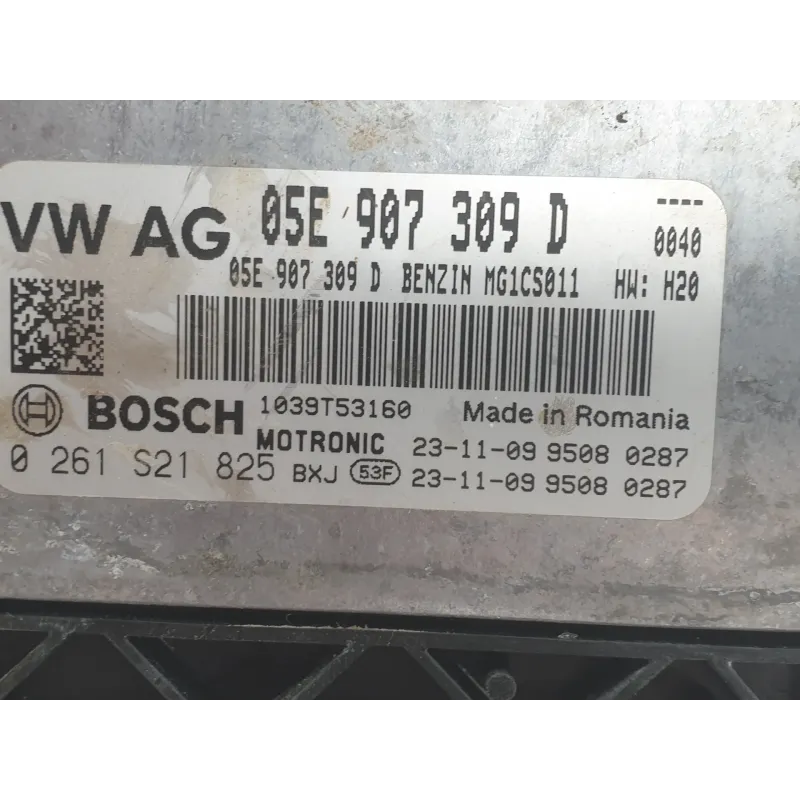 VW AG 05E 907 309 D ----
0040
05E 907 309 D BENZIN MG1CS011 HW: H20
BOSCH 1039T53160 Made in Romania
MOTRONIC 23-11-09 9508 0287
0 261 S21 825 BXJ 53F 23-11-09 9508 0287